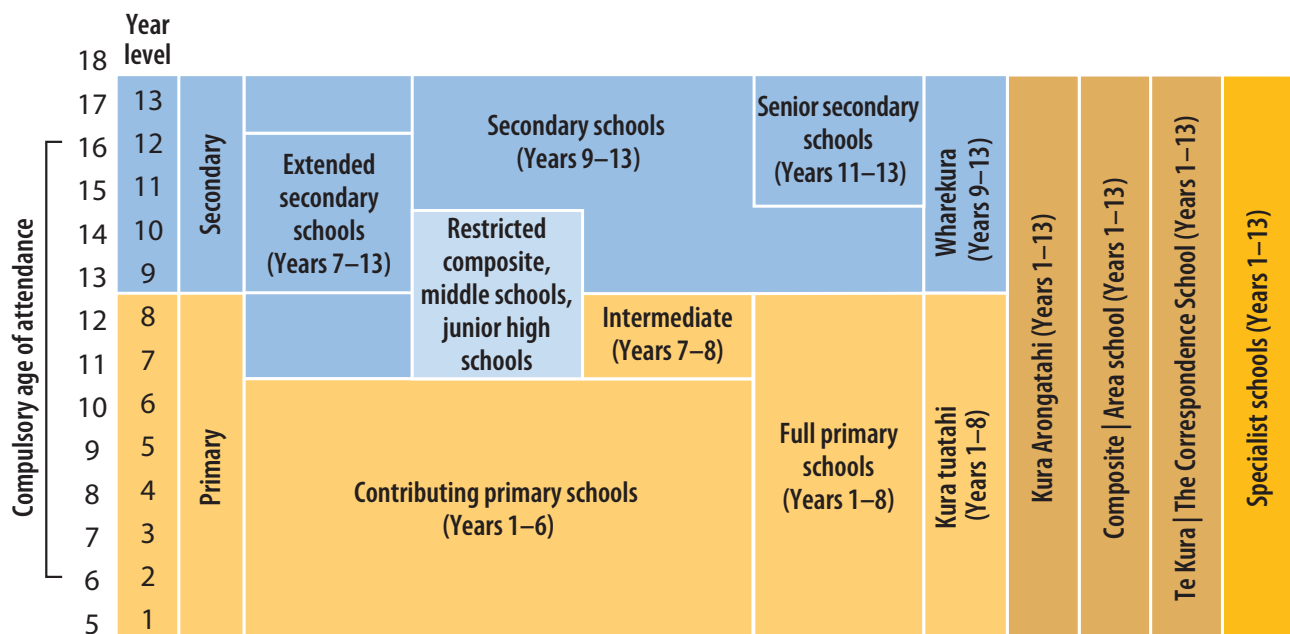 Year
level
18
17
16
15
14
13
12
11
10
9
8
7
6
5
Compulsory age of attendance
13
12
11
10
9
8
7
6
5
4
3
2
1
Secondary
Primary
Extended
secondary
schools
(Years 7–13)
Secondary schools
(Years 9–13)
Senior secondary
schools
(Years 11–13)
Restricted
composite,
middle schools,
junior high
schools
Intermediate
(Years 7–8)
Contributing primary schools
(Years 1–6)
Full primary
schools
(Years 1–8)
Wharekura
(Years 9–13)
Kura tuatahi
(Years 1–8)
Kura Arongatahi (Years 1–13)
Composite | Area school (Years 1–13)
Te Kura | The Correspondence School (Years 1–13)
Specialist schools (Years 1–13)